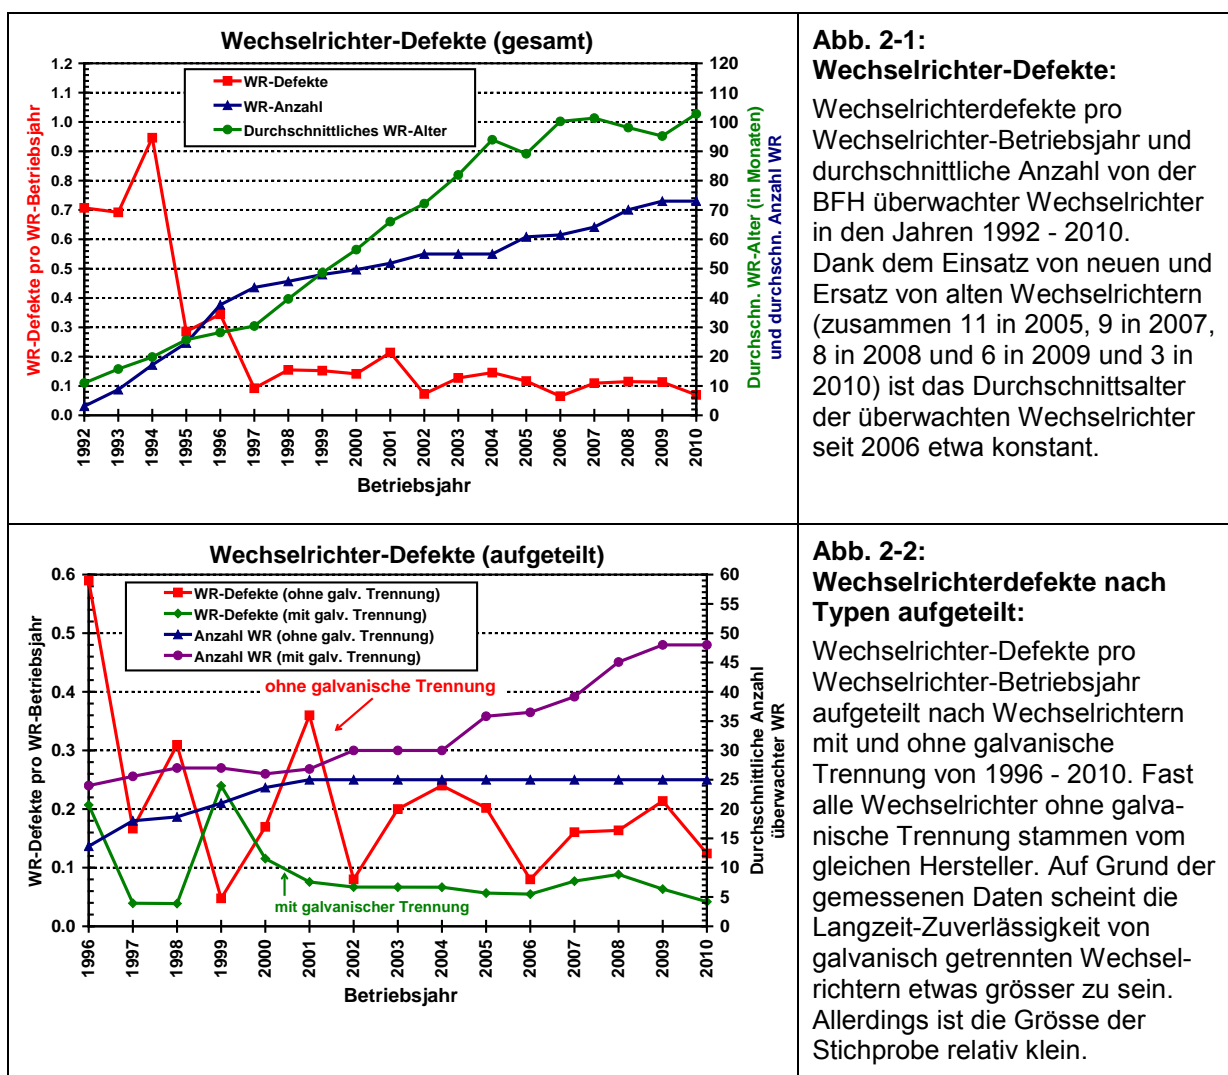 Wechselrichter-Defekte (gesamt)
WR-Defekte pro WR-Betriebsjahr
1.2
1.1
1.0
0.9
0.8
0.7
0.6
0.5
0.4
0.3
0.2
0.1
0.0
WR-Defekte
WR-Anzahl
Durchschnittliches WR-Alter
120
110
100
90
80
70
60
50
40
30
20
10
0
Durchschn. WR-Alter (in Monaten)
und durchschn. Anzahl WR
1992
1993
1994
1995
1996
1997
1998
1999
2000
2001
2002
2003
2004
2005
2006
2007
2008
2009
2010
Betriebsjahr
Abb. 2-1:
Wechselrichter-Defekte:
Wechselrichterdefekte pro
Wechselrichter-Betriebsjahr und
durchschnittliche Anzahl von der
BFH überwachter Wechselrichter
in den Jahren 1992 - 2010.
Dank dem Einsatz von neuen und
Ersatz von alten Wechselrichtern
(zusammen 11 in 2005, 9 in 2007,
8 in 2008 und 6 in 2009 und 3 in
2010) ist das Durchschnittsalter
der überwachten Wechselrichter
seit 2006 etwa konstant.
Wechselrichter-Defekte (aufgeteilt)
WR-Defekte pro WR-Betriebsjahr
0.6
0.5
0.4
0.3
0.2
0.1
0.0
WR-Defekte (ohne galv. Trennung)
WR-Defekte (mit galv. Trennung)
Anzahl WR (ohne galv. Trennung)
Anzahl WR (mit galv. Trennung)
ohne galvanische Trennung
mit galvanischer Trennung
60
55
50
45
40
35
30
25
20
15
10
5
0
Durchschnittliche Anzahl
überwachter WR
1996
1997
1998
1999
2000
2001
2002
2003
2004
2005
2006
2007
2008
2009
2010
Betriebsjahr
Abb. 2-2:
Wechselrichterdefekte nach
Typen aufgeteilt:
Wechselrichter-Defekte pro
Wechselrichter-Betriebsjahr
aufgeteilt nach Wechselrichtern
mit und ohne galvanische
Trennung von 1996 - 2010. Fast
alle Wechselrichter ohne galva-
nische Trennung stammen vom
gleichen Hersteller. Auf Grund der
gemessenen Daten scheint die
Langzeit-Zuverlässigkeit von
galvanisch getrennten Wechsel-
richtern etwas grösser zu sein.
Allerdings ist die Grösse der
Stichprobe relativ klein.